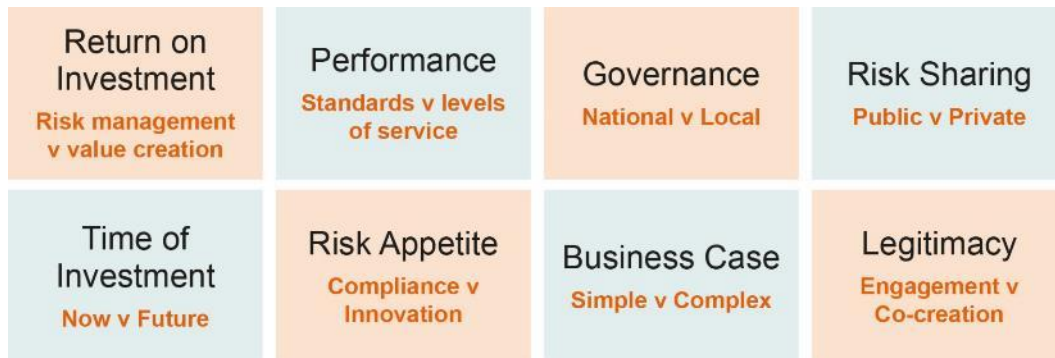 Return on
Investment
Risk management
v value creation
Performance
Standards v levels
of service
Governance
National v Local
Risk Sharing
Public v Private
Time of
Investment
Now v Future
Risk Appetite
Compliance v
Innovation
Business Case
Simple v Complex
Legitimacy
Engagement v
Co-creation